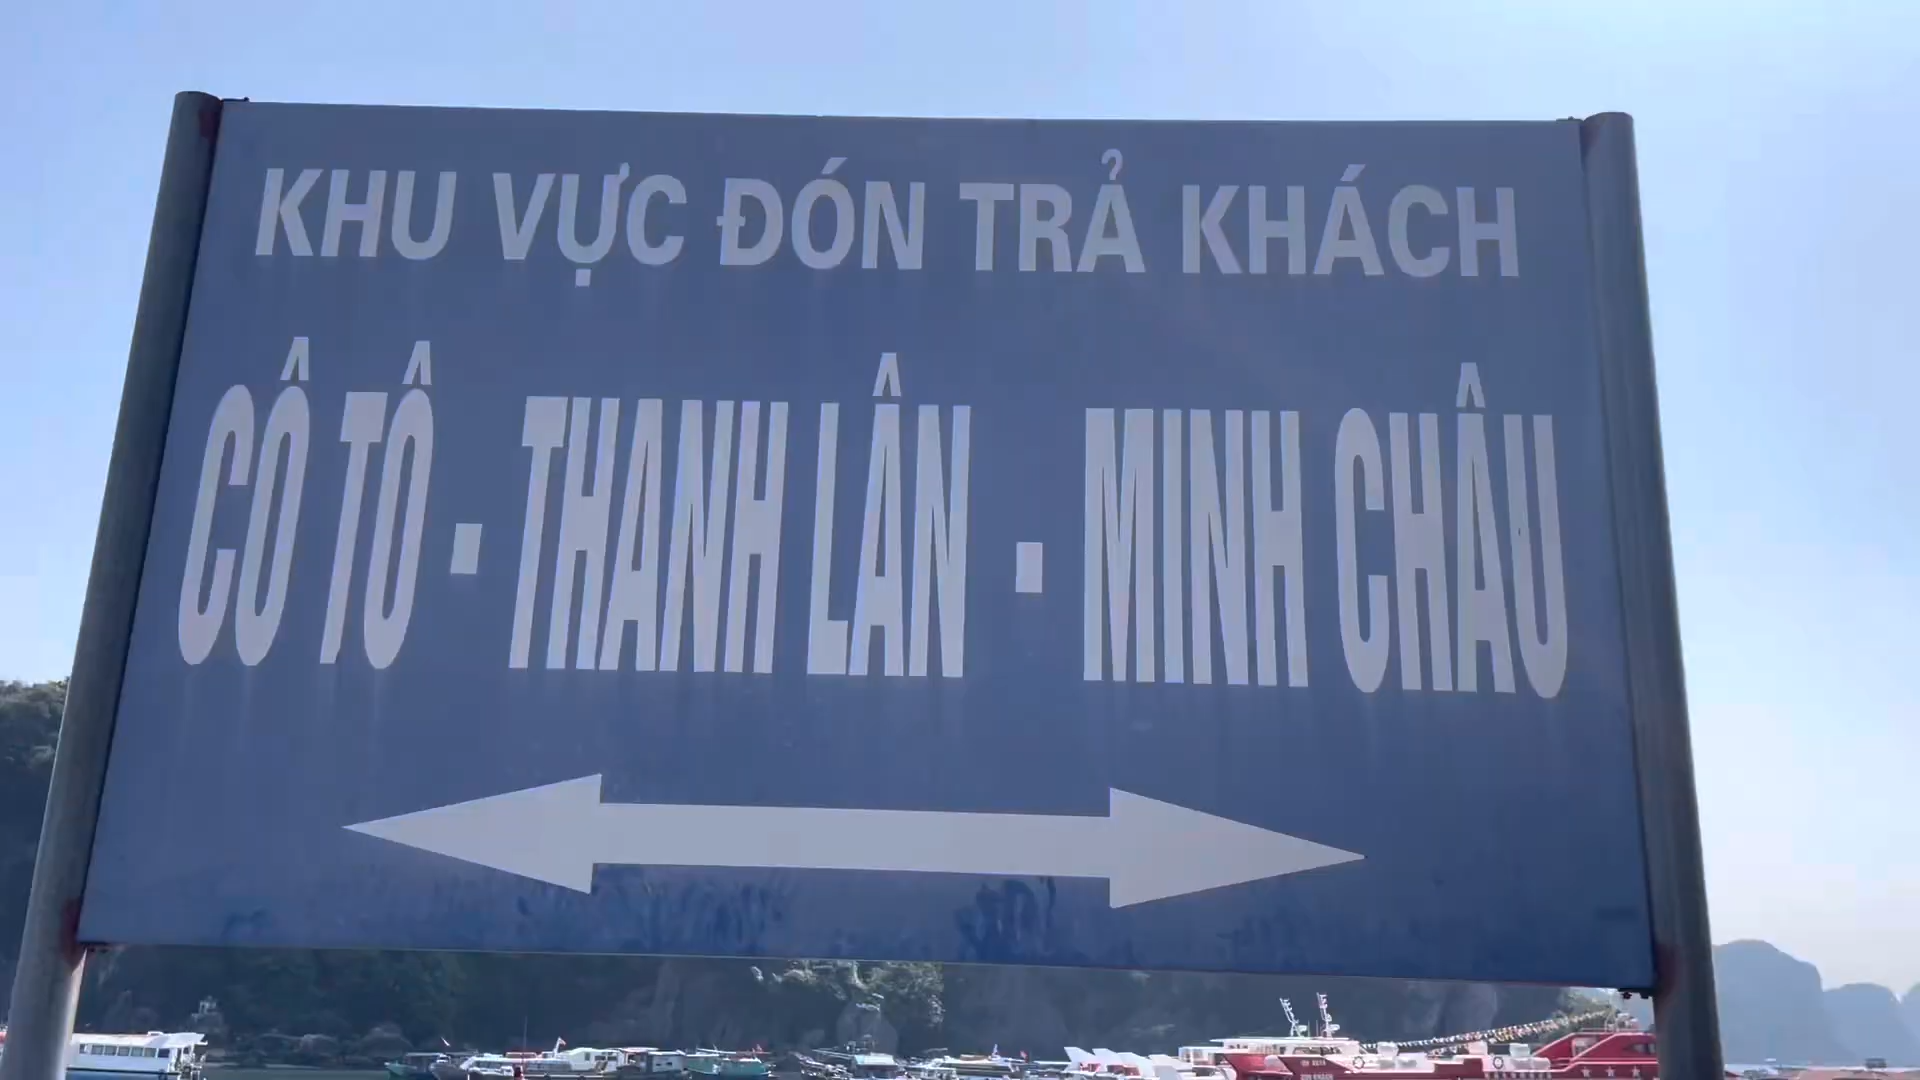 KHU VỰC ĐÓN TRẢ KHÁCH
CÔ TÔ - THANH LÂN - MINH CHÂU